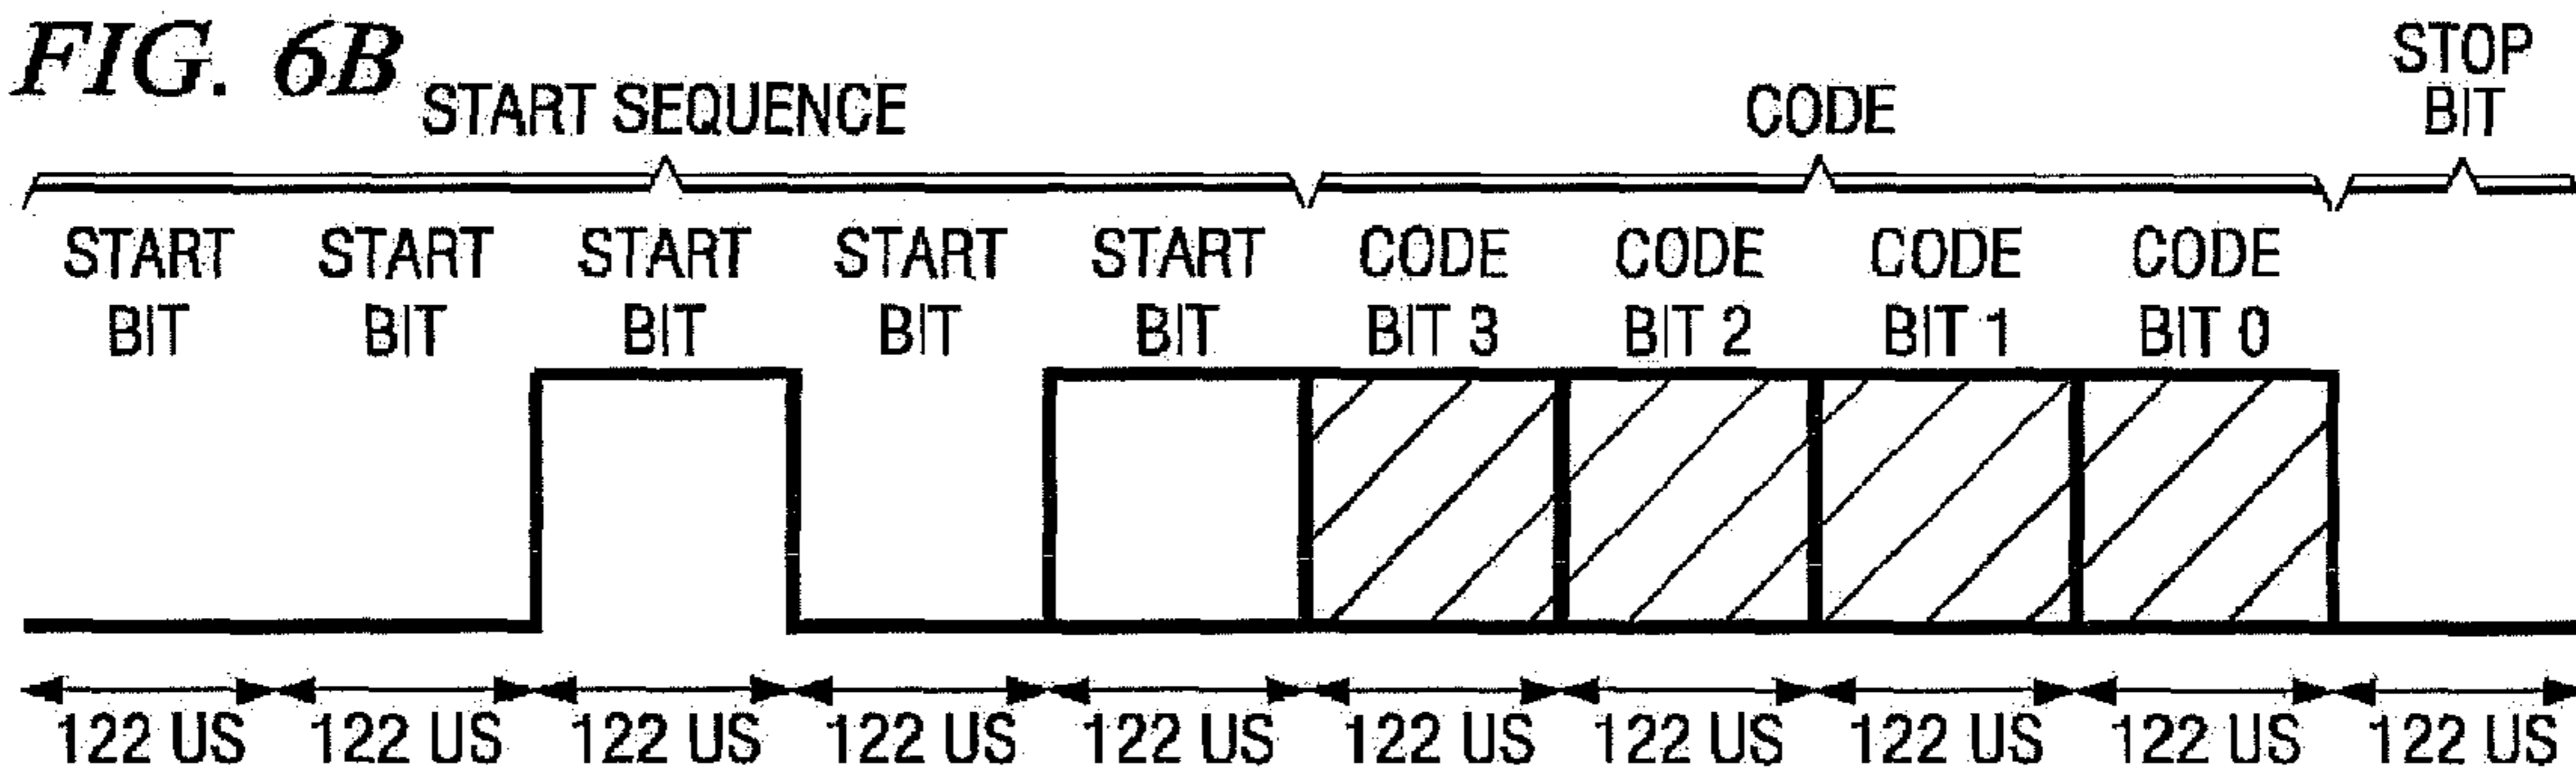 FIG. 6B
START SEQUENCE
CODE
STOP
BIT
START START START START START CODE CODE CODE CODE
BIT BIT BIT BIT BIT BIT 3 BIT 2 BIT 1 BIT 0
122 US 122 US 122 US 122 US 122 US 122 US 122 US 122 US 122 US 122 US